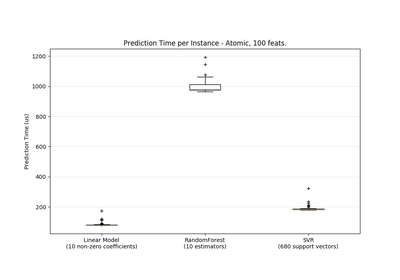 Prediction Time per Instance - Atomic, 100 feats.
1200
1000
800
600
400
200
Prediction Time (us)
Linear Model
(10 non-zero coefficients)
RandomForest
(10 estimators)
SVR
(680 support vectors)